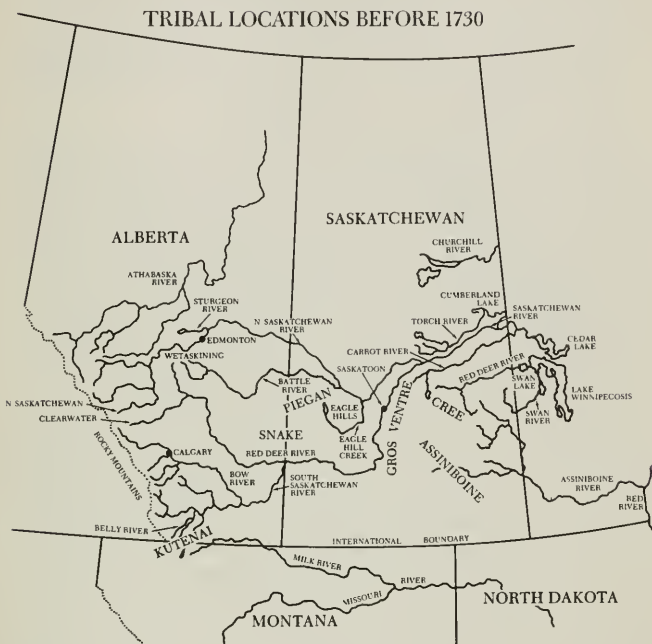 TRIBAL LOCATIONS BEFORE 1730
SASKATCHEWAN
ALBERTA
CHURCHILL
RIVER
ATHABASKA
RIVER
STURGEON
RIVER
N SASKATCHEWAN
RIVER
CUMBERLAND
LAKE
SASKATCHEWAN
RIVER
TORCH RIVER
EDMONTON
CARROT RIVER
CEDAR
LAKE
WETASKINING
SASKATOON
RED DEER RIVER
BATTLE
RIVER
PIEGAN
SWAN
LAKE
LAKE
WINNIPECOSIS
N SASKATCHEWAN
CLEARWATER
EAGLE
HILLS
GROS VENTRE
CREE
SWAN
RIVER
SNAKE
EAGLE
HILL
CREEK
ROCKY MOUNTAINS
CALGARY
RED DEER RIVER
ASSINIBOINE
BOW
RIVER
SOUTH
SASKATCHEWAN
RIVER
ASSINIBOINE
RIVER
RED
RIVER
BELLY RIVER
KUTENAI
INTERNATIONAL BOUNDARY
MILK RIVER
MISSOURI RIVER
NORTH DAKOTA
MONTANA